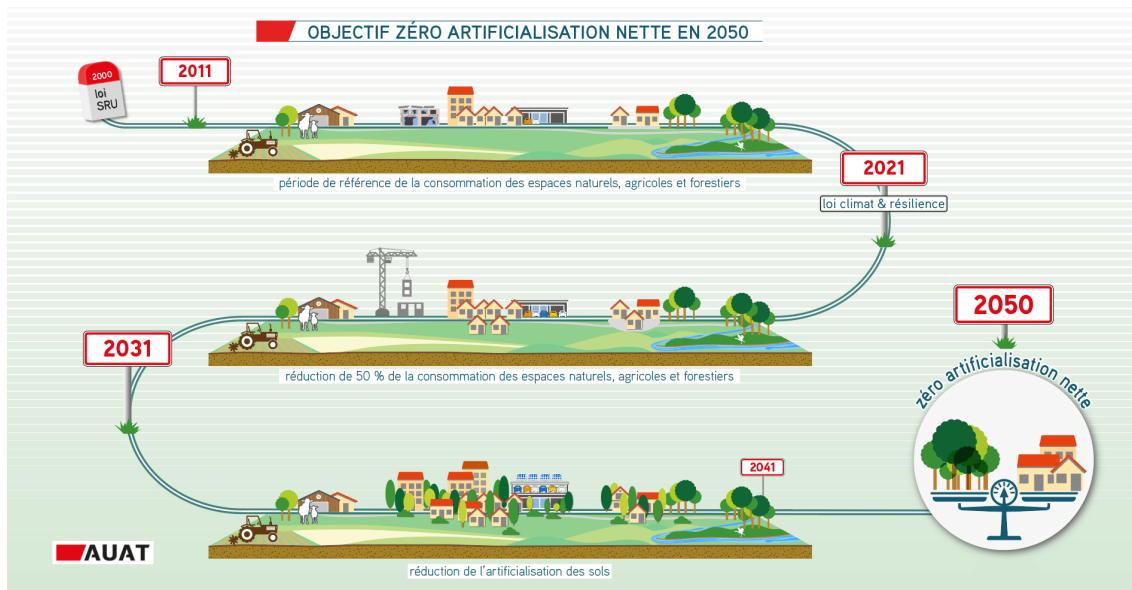 OBJECTIF ZÉRO ARTIFICIALISATION NETTE EN 2050
2000
loi
SRU
2011
période de référence de la consommation des espaces naturels, agricoles et forestiers
2021
loi climat & résilience
réduction de 50 % de la consommation des espaces naturels, agricoles et forestiers
2031
2050
zéro artificialisation nette
2041
réduction de l'artificialisation des sols
AUAT